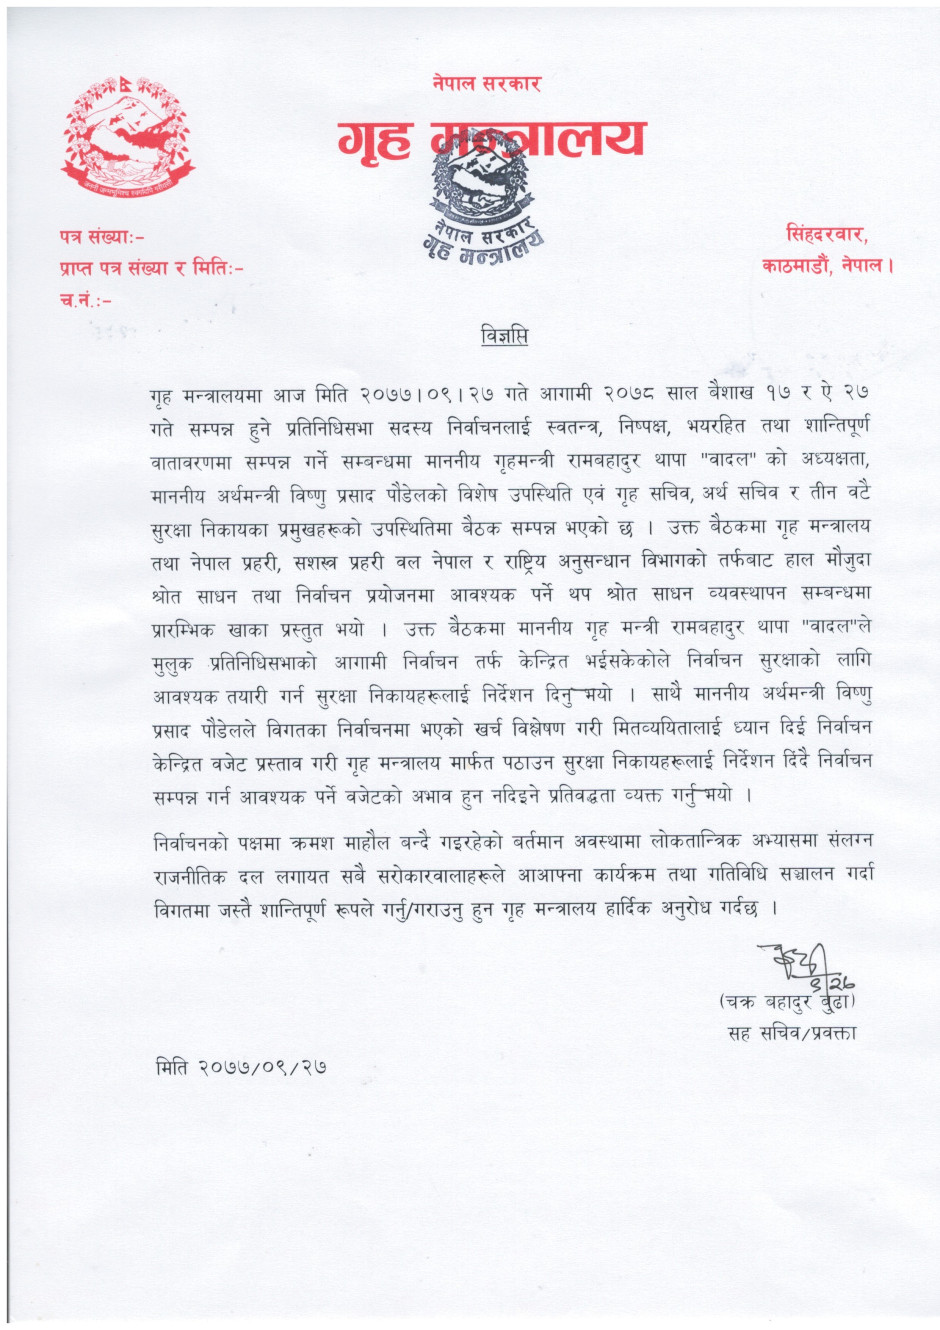 नेपाल सरकार
गृह मन्त्रालय
जननी जन्मभूमिश्च स्वर्गादपि गरीयसी
नेपाल सरकार
गृह मन्त्रालय
पत्र संख्याः-
प्राप्त पत्र संख्या र मितिः-
च.नं.ः-
सिंहदरवार,
काठमाडौं, नेपाल।
विज्ञप्ति
गृह मन्त्रालयमा आज मिति २०७७।०९।२७ गते आगामी २०७८ साल बैशाख १७ र ऐ २७
गते सम्पन्न हुने प्रतिनिधिसभा सदस्य निर्वाचनलाई स्वतन्त्र, निष्पक्ष, भयरहित तथा शान्तिपूर्ण
वातावरणमा सम्पन्न गर्ने सम्बन्धमा माननीय गृहमन्त्री रामबहादुर थापा "वादल" को अध्यक्षता,
माननीय अर्थमन्त्री विष्णु प्रसाद पौडेलको विशेष उपस्थिति एवं गृह सचिव, अर्थ सचिव र तीन वटै
सुरक्षा निकायका प्रमुखहरूको उपस्थितिमा बैठक सम्पन्न भएको छ । उक्त बैठकमा गृह मन्त्रालय
तथा नेपाल प्रहरी, सशस्त्र प्रहरी वल नेपाल र राष्ट्रिय अनुसन्धान विभागको तर्फबाट हाल मौजुदा
श्रोत साधन तथा निर्वाचन प्रयोजनमा आवश्यक पर्ने थप श्रोत साधन व्यवस्थापन सम्बन्धमा
प्रारम्भिक खाका प्रस्तुत भयो । उक्त बैठकमा माननीय गृह मन्त्री रामबहादुर थापा "वादल"ले
मुलुक प्रतिनिधिसभाको आगामी निर्वाचन तर्फ केन्द्रित भईसकेकोले निर्वाचन सुरक्षाको लागि
आवश्यक तयारी गर्न सुरक्षा निकायहरूलाई निर्देशन दिनु भयो । साथै माननीय अर्थमन्त्री विष्णु
प्रसाद पौडेलले विगतका निर्वाचनमा भएको खर्च विश्लेषण गरी मितव्ययितालाई ध्यान दिई निर्वाचन
केन्द्रित वजेट प्रस्ताव गरी गृह मन्त्रालय मार्फत पठाउन सुरक्षा निकायहरूलाई निर्देशन दिंदै निर्वाचन
सम्पन्न गर्न आवश्यक पर्ने वजेटको अभाव हुन नदिइने प्रतिवद्धता व्यक्त गर्नु भयो ।
निर्वाचनको पक्षमा क्रमश माहौल बन्दै गइरहेको बर्तमान अवस्थामा लोकतान्त्रिक अभ्यासमा संलग्न
राजनीतिक दल लगायत सबै सरोकारवालाहरूले आआफ्ना कार्यक्रम तथा गतिविधि सञ्चालन गर्दा
विगतमा जस्तै शान्तिपूर्ण रूपले गर्नु/गराउनु हुन गृह मन्त्रालय हार्दिक अनुरोध गर्दछ ।
९/२७
(चक्र बहादुर बुढा)
सह सचिव/प्रवक्ता
मिति २०७७/०९/२७